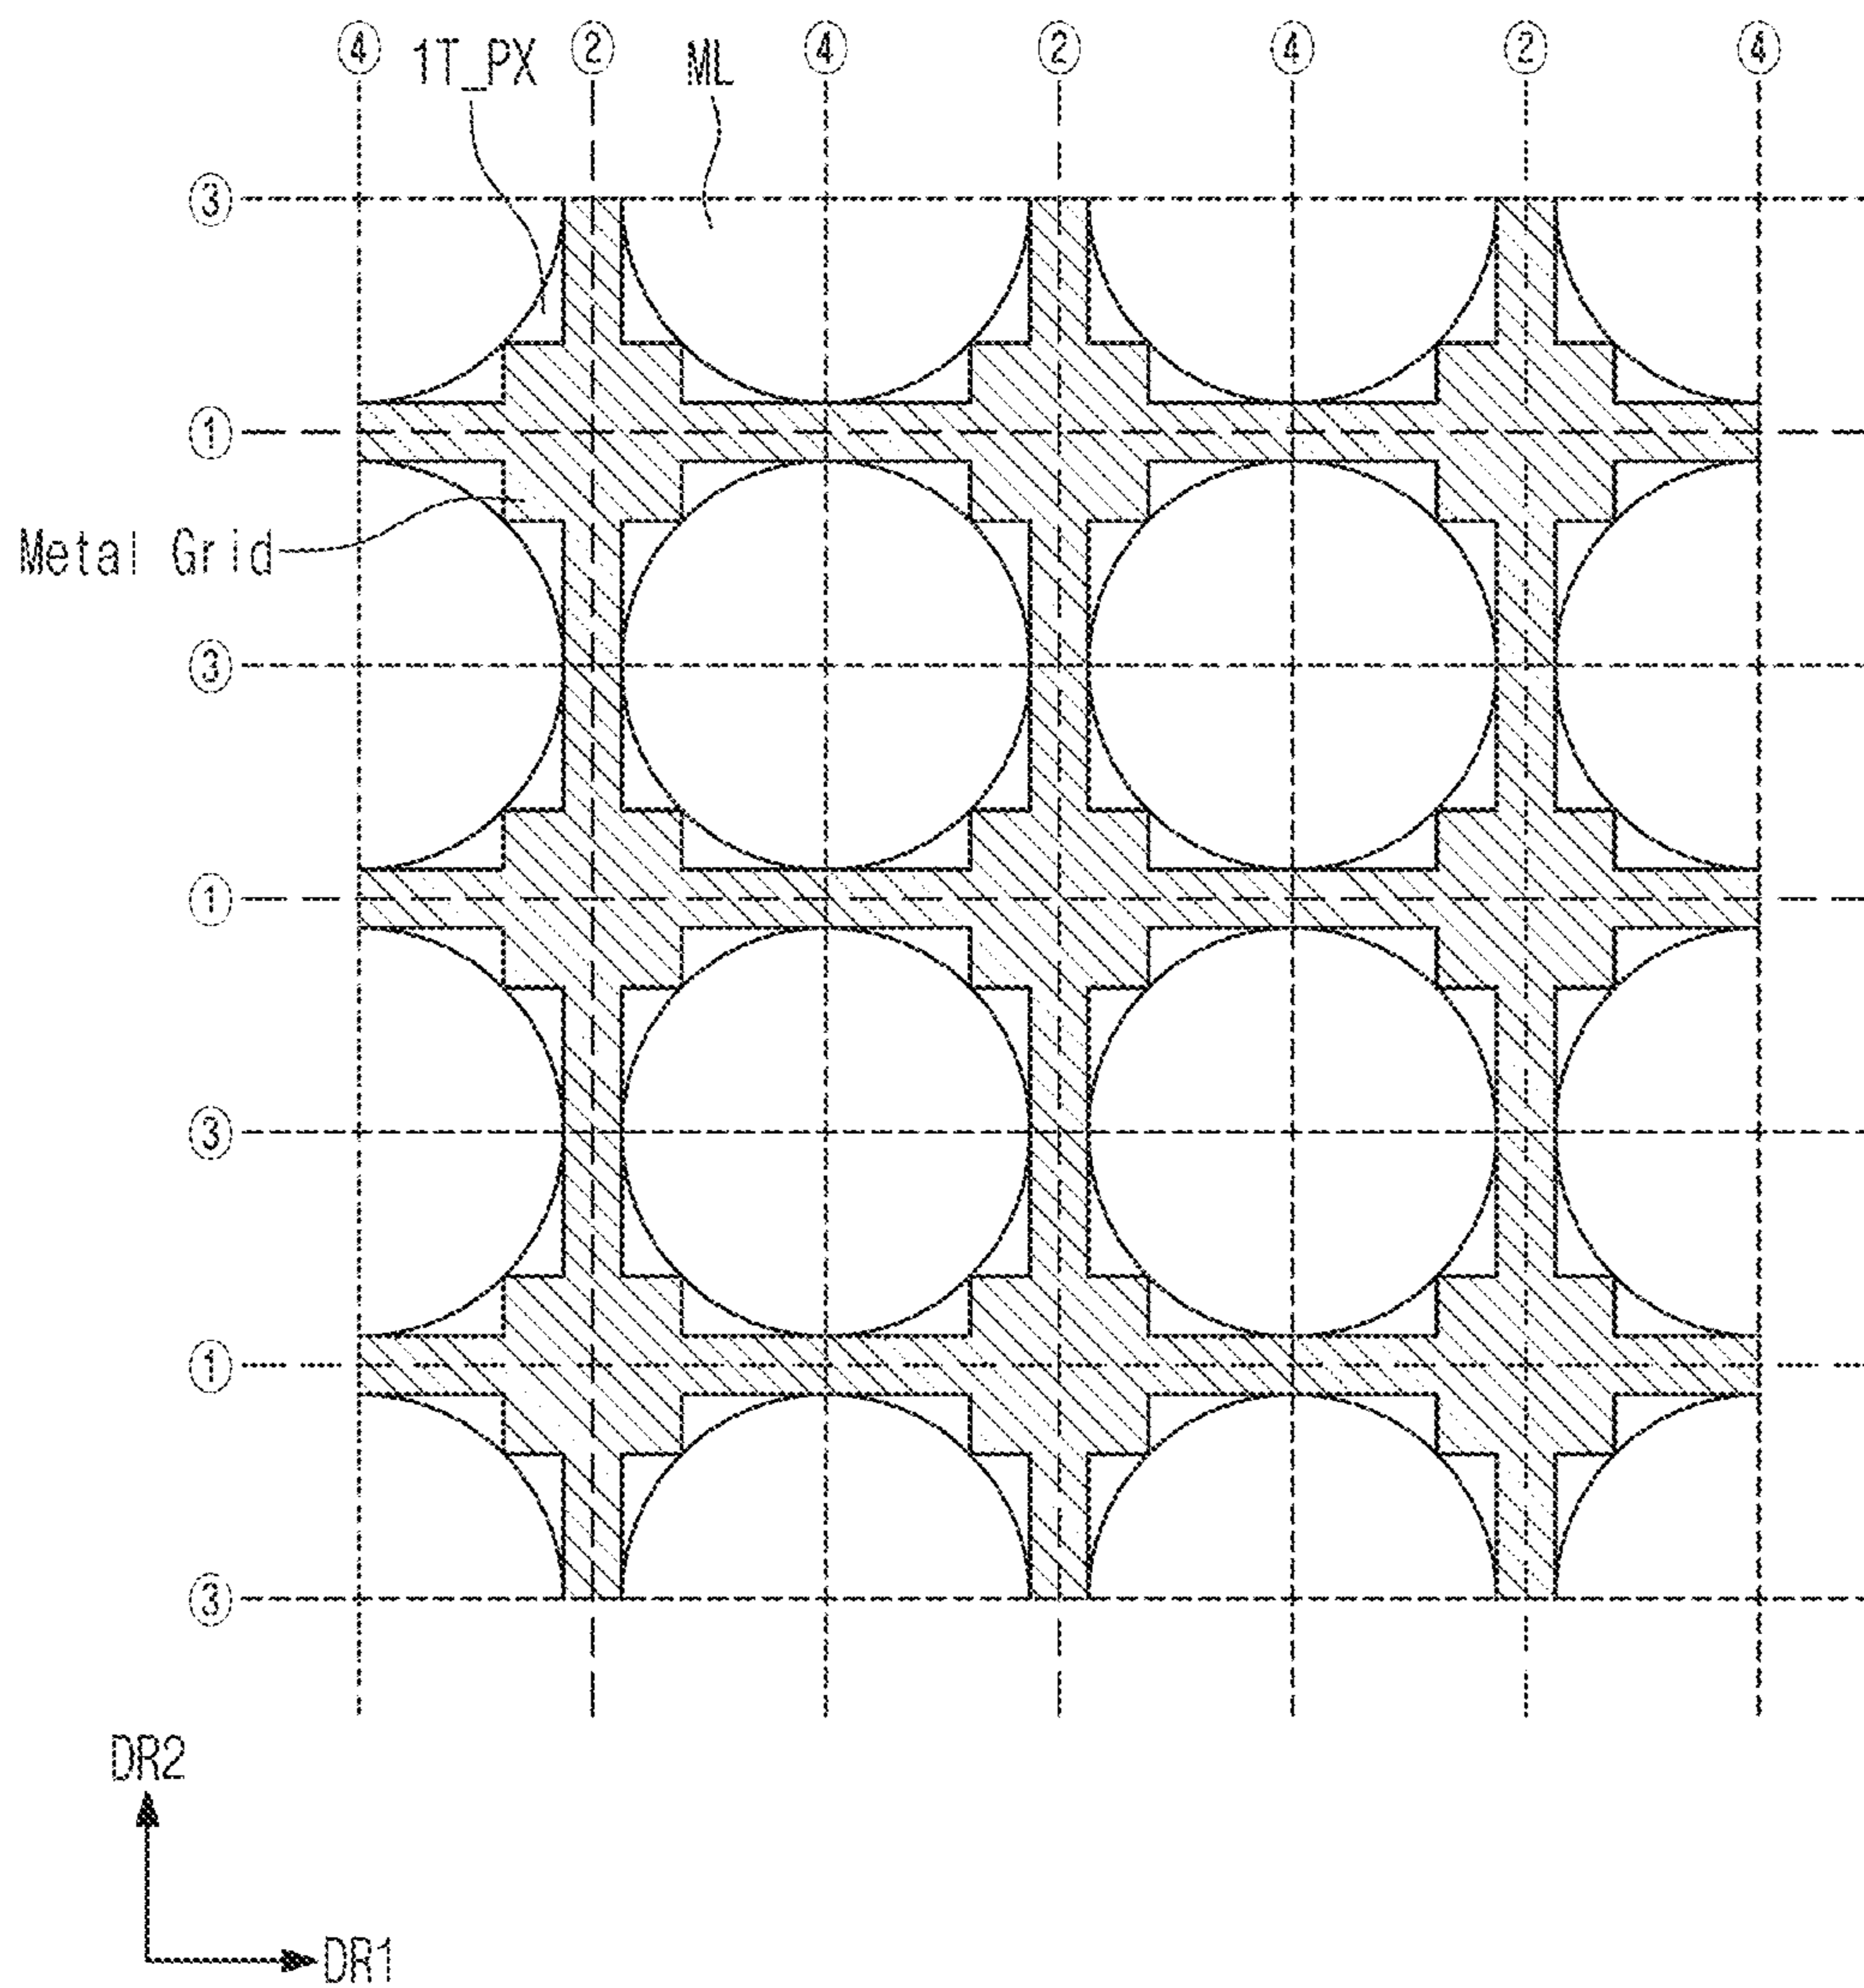 ④ 1T_PX ② ML ④ ② ④ ② ④
③
①
Metal Grid
③
①
③
①
③
DR2
DR1